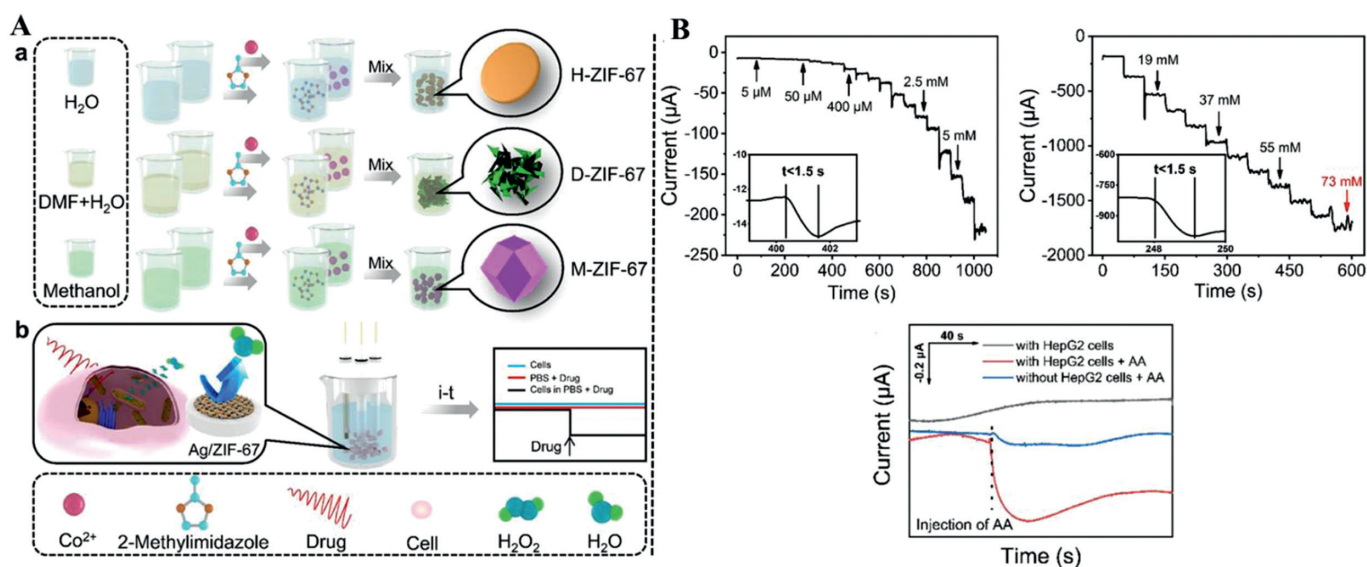 A
a
H₂O
Mix
H-ZIF-67
DMF+H₂O
Mix
D-ZIF-67
Methanol
Mix
M-ZIF-67
b
Ag/ZIF-67
i-t
Cells
PBS + Drug
Cells in PBS + Drug
Drug
Co²⁺
2-Methylimidazole
Drug
Cell
H₂O₂
H₂O
B
Current (µA)
0
-50
-100
-150
-200
-250
5 µM
50 µM
400 µM
2.5 mM
5 mM
-10
-12
-14
t<1.5 s
400
402
0
200
400
600
800
1000
Time (s)
Current (µA)
0
-500
-1000
-1500
-2000
19 mM
37 mM
55 mM
73 mM
-600
-750
-900
t<1.5 s
248
250
0
150
300
450
600
Time (s)
Current (µA)
40 s
-0.2 µA
with HepG2 cells
with HepG2 cells + AA
without HepG2 cells + AA
Injection of AA
Time (s)